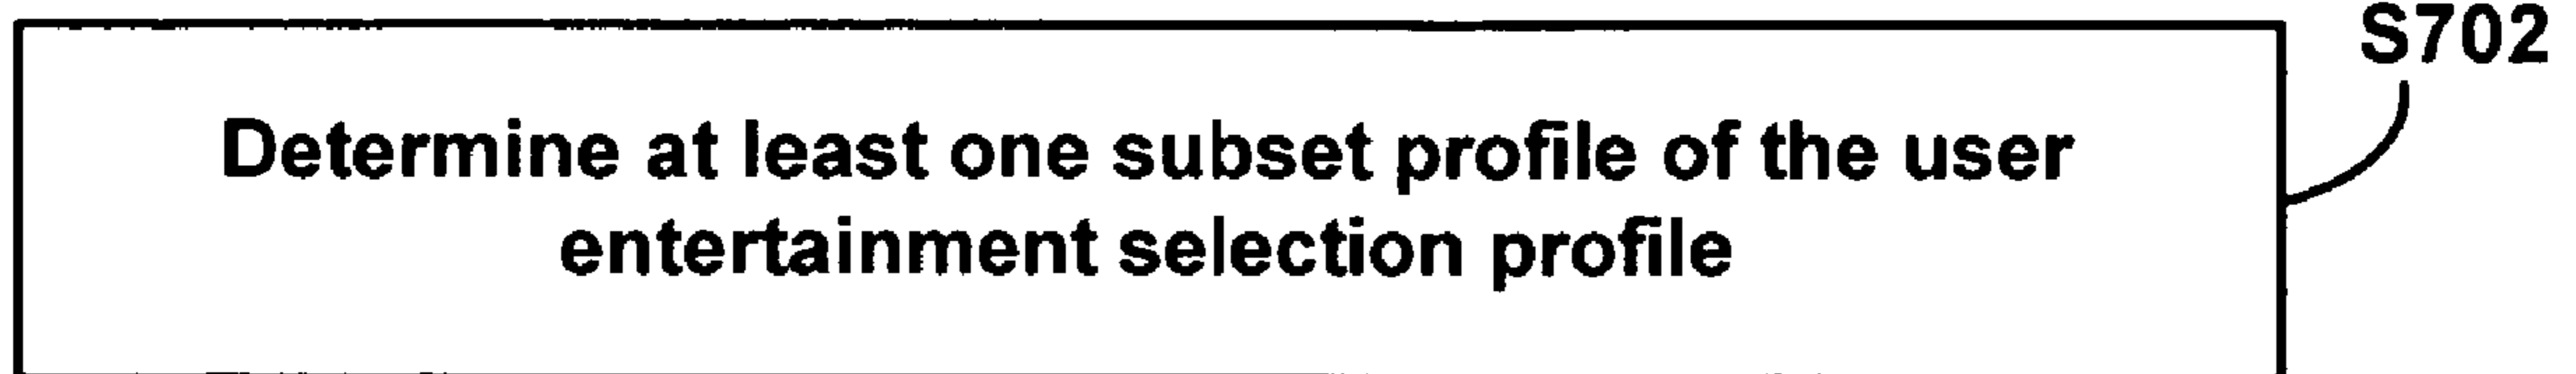 S702
Determine at least one subset profile of the user
entertainment selection profile